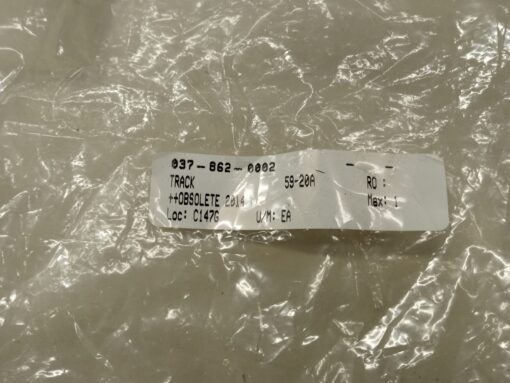 037-862-0002 - -
TRACK 59-20A RO :
++OBSOLETE 2014 Max: 1
Loc: C147G U/M: EA